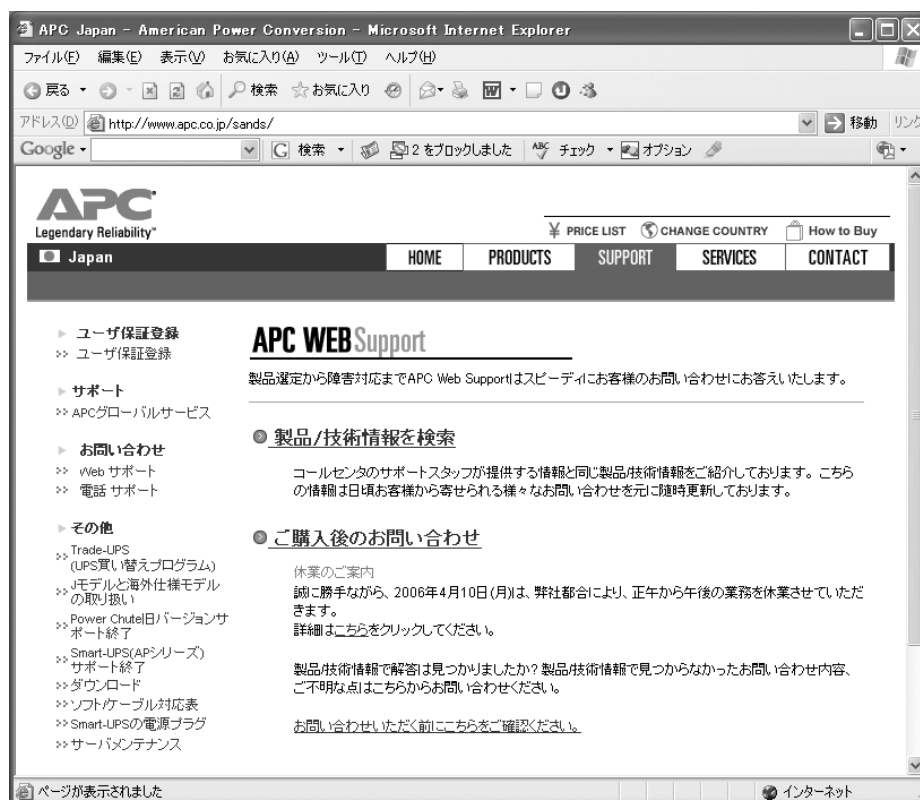 APC Japan - American Power Conversion - Microsoft Internet Explorer
ファイル(F) 編集(E) 表示(V) お気に入り(A) ツール(T) ヘルプ(H)
戻る 検索 お気に入り
アドレス(D) http://www.apc.co.jp/sands/ 移動 リンク
Google 検索 2 をブロックしました ABC チェック オプション
APC
Legendary Reliability™
¥ PRICE LIST CHANGE COUNTRY How to Buy
Japan HOME PRODUCTS SUPPORT SERVICES CONTACT
ユーザ保証登録
>> ユーザ保証登録
サポート
>> APCグローバルサービス
お問い合わせ
>> Web サポート
>> 電話 サポート
その他
>> Trade-UPS
(UPS買い替えプログラム)
>> Jモデルと海外仕様モデル
の取り扱い
>> Power Chute旧バージョンサ
ポート終了
>> Smart-UPS(APシリーズ)
サポート終了
>> ダウンロード
>> ソフト/ケーブル対応表
>> Smart-UPSの電源プラグ
>> サーバメンテナンス
APC WEB Support
製品選定から障害対応までAPC Web Supportはスピーディにお客様のお問い合わせにお答えいたします。
製品/技術情報を検索
コールセンタのサポートスタッフが提供する情報と同じ製品/技術情報をご紹介しております。こちら
の情報は日頃お客様から寄せられる様々なお問い合わせを元に随時更新しております。
ご購入後のお問い合わせ
休業のご案内
誠に勝手ながら、2006年4月10日(月)は、弊社都合により、正午から午後の業務を休業させていただ
きます。
詳細はこちらをクリックしてください。
製品/技術情報で解答は見つかりましたか? 製品/技術情報で見つからなかったお問い合わせ内容、
ご不明な点はこちらからお問い合わせください。
お問い合わせいただく前にこちらをご確認ください。
ページが表示されました インターネット